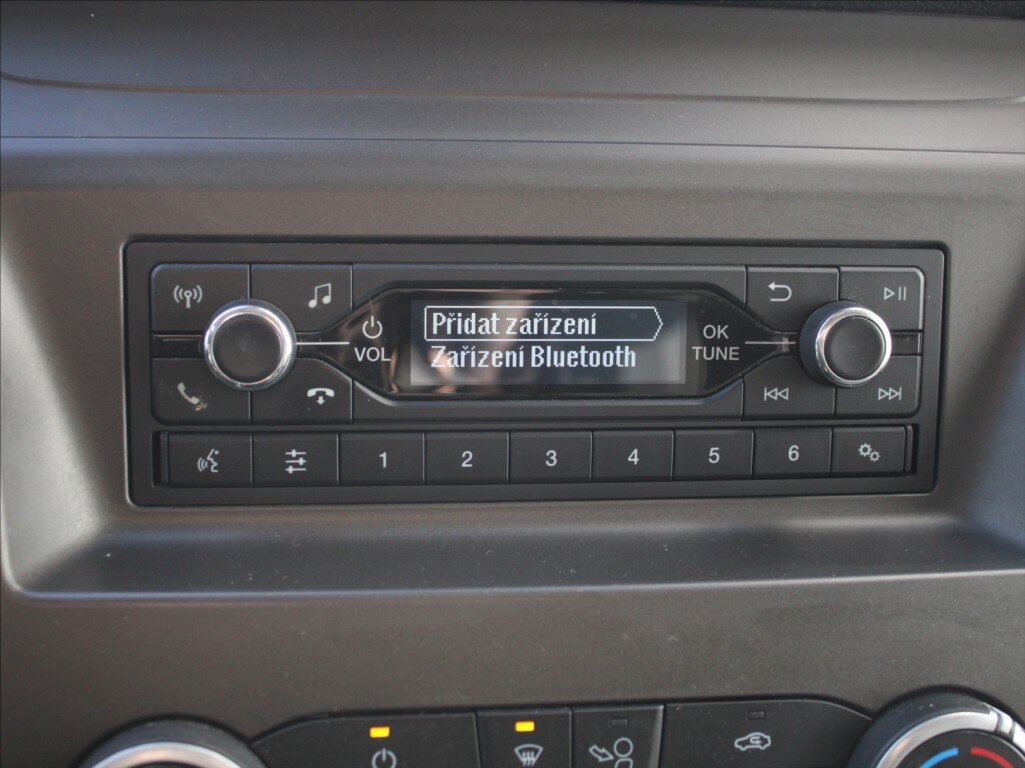 Přidat zařízení
Zařízení Bluetooth
VOL
OK
TUNE
1 2 3 4 5 6